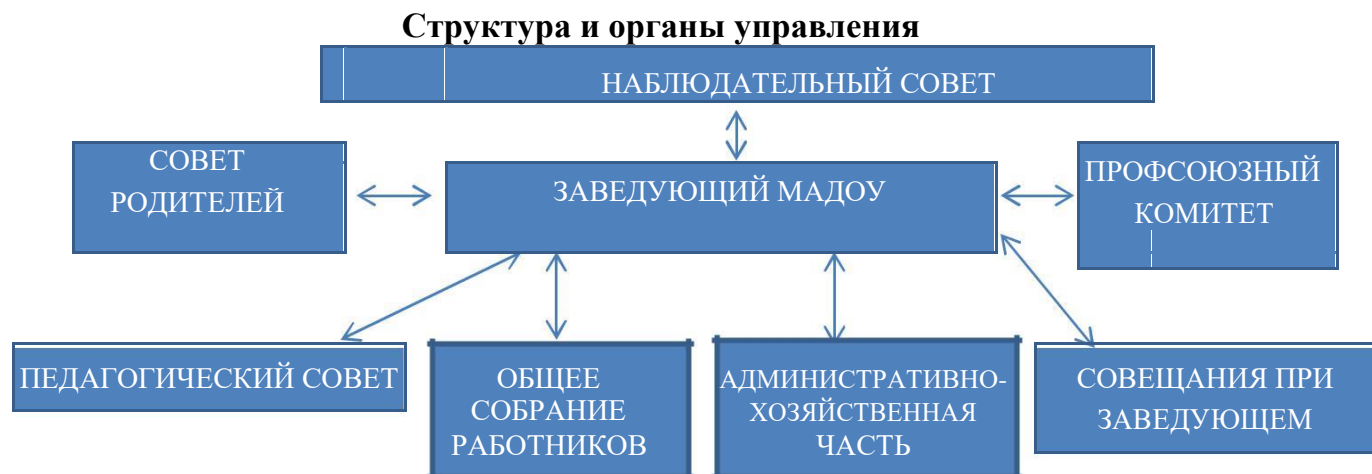 Структура и органы управления
НАБЛЮДАТЕЛЬНЫЙ СОВЕТ
СОВЕТ
РОДИТЕЛЕЙ
ЗАВЕДУЮЩИЙ МАДОУ
ПРОФСОЮЗНЫЙ
КОМИТЕТ
ПЕДАГОГИЧЕСКИЙ СОВЕТ
ОБЩЕЕ
СОБРАНИЕ
РАБОТНИКОВ
АДМИНИСТРАТИВНО-
ХОЗЯЙСТВЕННАЯ
ЧАСТЬ
СОВЕЩАНИЯ ПРИ
ЗАВЕДУЮЩЕМ